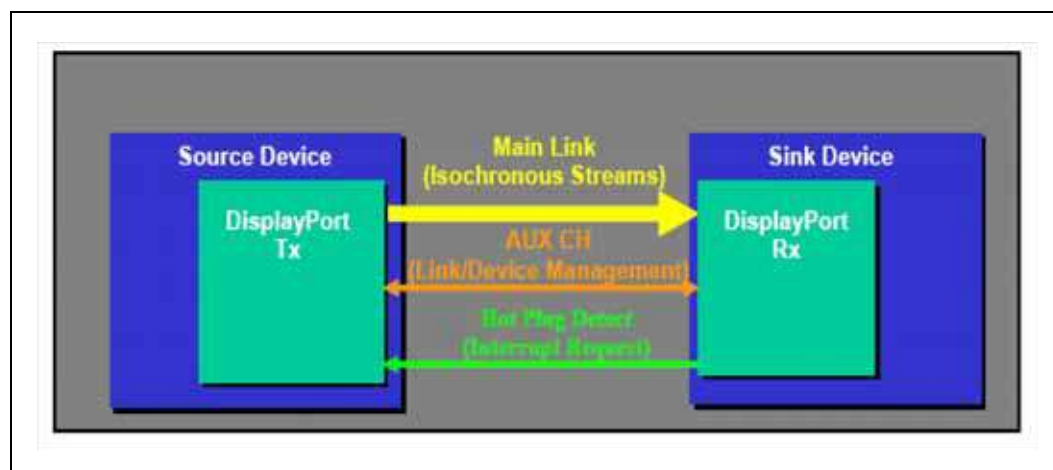 Source Device
DisplayPort
Tx
Main Link
(Isochronous Streams)
AUX CH
(Link/Device Management)
Hot Plug Detect
(Interrupt Request)
Sink Device
DisplayPort
Rx